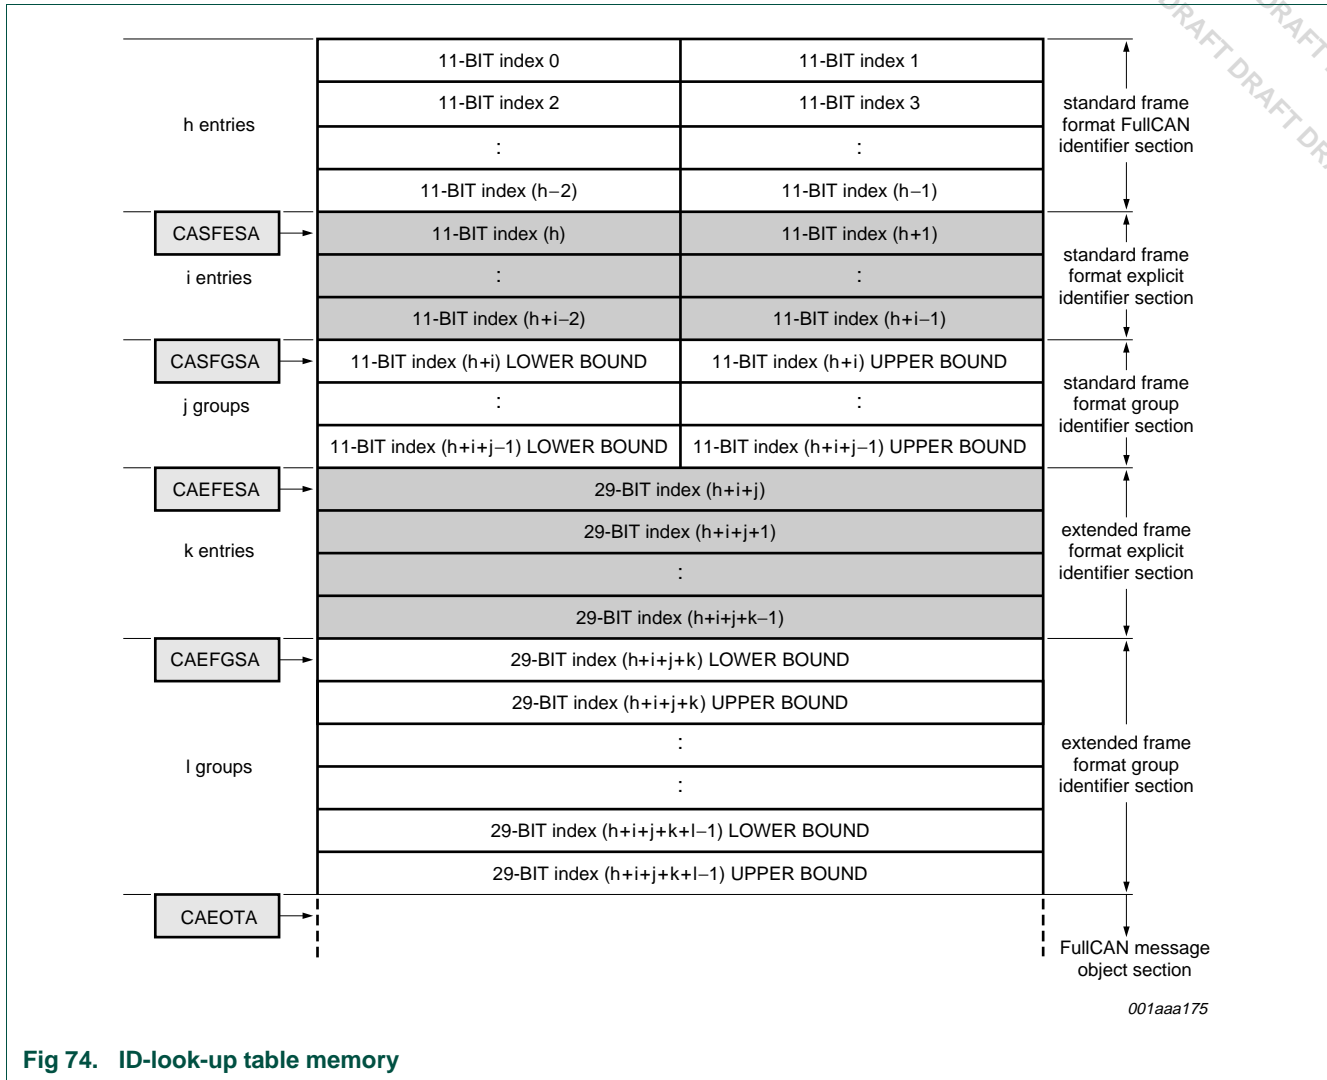 DRAFT DRAFT DRA
DRAFT
11-BIT index 0 11-BIT index 1
11-BIT index 2 11-BIT index 3
: :
11-BIT index (h–2) 11-BIT index (h–1)
h entries
standard frame
format FullCAN
identifier section
CASFESA
11-BIT index (h) 11-BIT index (h+1)
: :
11-BIT index (h+i–2) 11-BIT index (h+i–1)
i entries
standard frame
format explicit
identifier section
CASFGSA
11-BIT index (h+i) LOWER BOUND 11-BIT index (h+i) UPPER BOUND
: :
11-BIT index (h+i+j–1) LOWER BOUND 11-BIT index (h+i+j–1) UPPER BOUND
j groups
standard frame
format group
identifier section
CAEFESA
29-BIT index (h+i+j)
29-BIT index (h+i+j+1)
:
29-BIT index (h+i+j+k–1)
k entries
extended frame
format explicit
identifier section
CAEFGSA
29-BIT index (h+i+j+k) LOWER BOUND
29-BIT index (h+i+j+k) UPPER BOUND
:
:
29-BIT index (h+i+j+k+l–1) LOWER BOUND
29-BIT index (h+i+j+k+l–1) UPPER BOUND
l groups
extended frame
format group
identifier section
CAEOTA
FullCAN message
object section
001aaa175
Fig 74. ID-look-up table memory